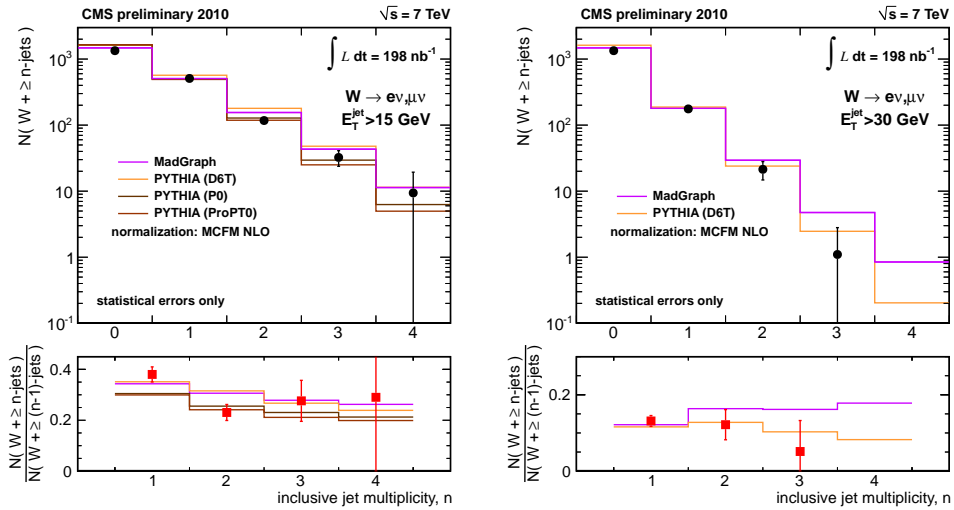 CMS preliminary 2010
√s = 7 TeV
N( W + ≥ n-jets )
10³
10²
10
1
10⁻¹
∫ L dt = 198 nb⁻¹
W → eν,μν
E_T^jet >15 GeV
MadGraph
PYTHIA (D6T)
PYTHIA (P0)
PYTHIA (ProPT0)
normalization: MCFM NLO
statistical errors only
0 1 2 3 4
N( W + ≥ n-jets )
N( W + ≥ (n-1)-jets )
0.4
0.2
0
1 2 3 4
inclusive jet multiplicity, n
CMS preliminary 2010
√s = 7 TeV
N( W + ≥ n-jets )
10³
10²
10
1
10⁻¹
∫ L dt = 198 nb⁻¹
W → eν,μν
E_T^jet >30 GeV
MadGraph
PYTHIA (D6T)
normalization: MCFM NLO
statistical errors only
0 1 2 3 4
N( W + ≥ n-jets )
N( W + ≥ (n-1)-jets )
0.2
0
1 2 3 4
inclusive jet multiplicity, n